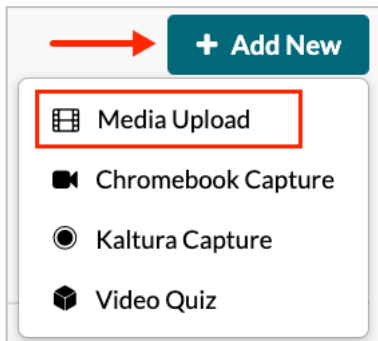 + Add New
Media Upload
Chromebook Capture
Kaltura Capture
Video Quiz